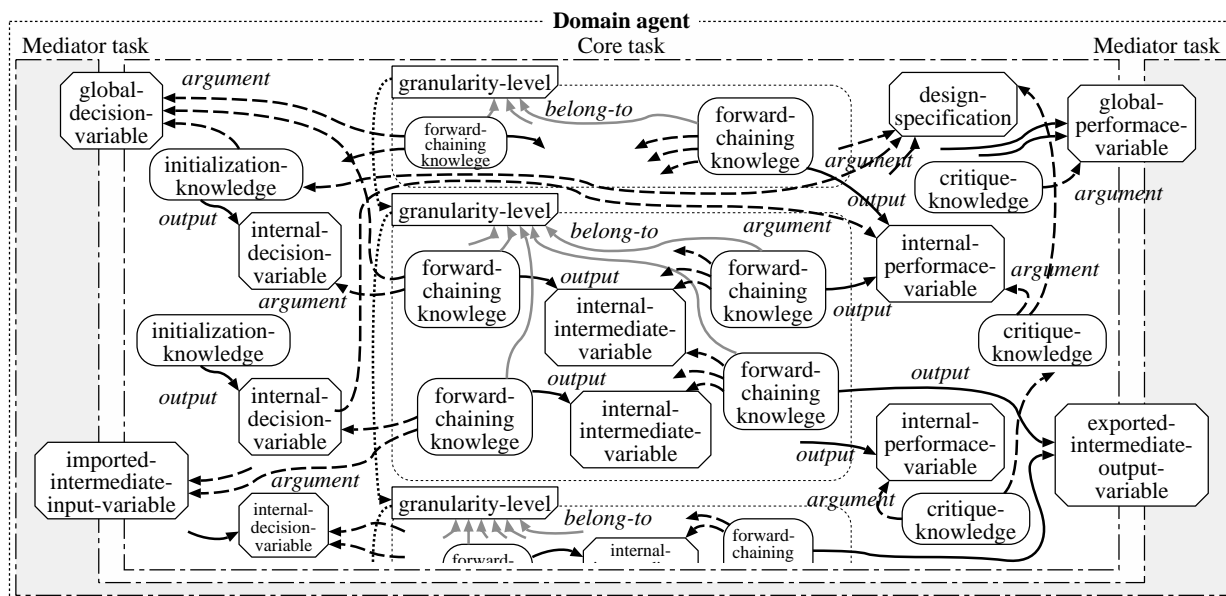 Domain agent
Mediator task
Core task
Mediator task
global-
decision-
variable
argument
granularity-level
belong-to
forward-
chaining
knowlege
forward-
chaining
knowlege
design-
specification
global-
performace-
variable
argument
initialization-
knowledge
output
internal-
decision-
variable
critique-
knowledge
argument
output
granularity-level
belong-to
argument
internal-
performace-
variable
forward-
chaining
knowlege
argument
output
internal-
intermediate-
variable
forward-
chaining
knowlege
output
argument
initialization-
knowledge
output
internal-
decision-
variable
critique-
knowledge
forward-
chaining
knowlege
output
internal-
intermediate-
variable
forward-
chaining
knowlege
output
internal-
performace-
variable
output
exported-
intermediate-
output-
variable
imported-
intermediate-
input-variable
argument
granularity-level
belong-to
argument
critique-
knowledge
internal-
decision-
variable
forward-
internal-
forward-
chaining